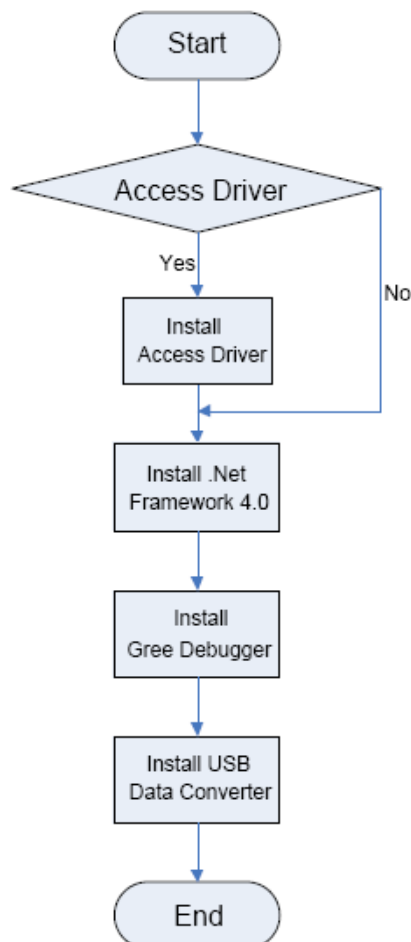 Start
Access Driver
Yes
No
Install
Access Driver
Install .Net
Framework 4.0
Install
Gree Debugger
Install USB
Data Converter
End